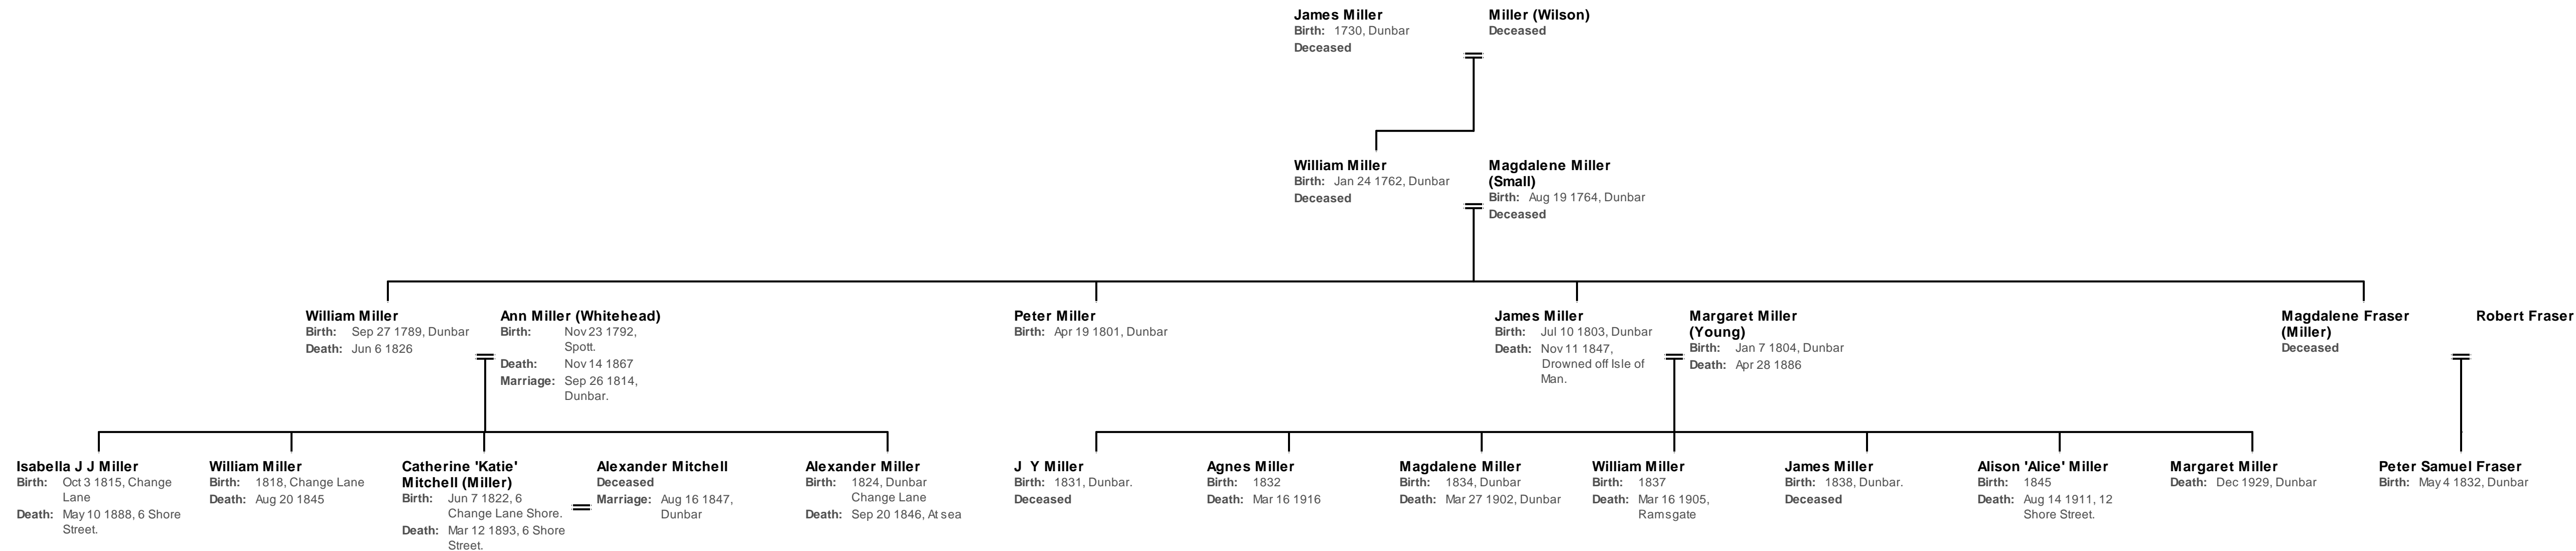 James Miller
Birth: 1730, Dunbar
Deceased
Miller (Wilson)
Deceased
William Miller
Birth: Jan 24 1762, Dunbar
Deceased
Magdalene Miller
(Small)
Birth: Aug 19 1764, Dunbar
Deceased
William Miller
Birth: Sep 27 1789, Dunbar
Death: Jun 6 1826
Ann Miller (Whitehead)
Birth: Nov 23 1792,
Spott.
Death: Nov 14 1867
Marriage: Sep 26 1814,
Dunbar.
Peter Miller
Birth: Apr 19 1801, Dunbar
James Miller
Birth: Jul 10 1803, Dunbar
Death: Nov 11 1847,
Drowned off Isle of
Man.
Margaret Miller
(Young)
Birth: Jan 7 1804, Dunbar
Death: Apr 28 1886
Magdalene Fraser
(Miller)
Deceased
Robert Fraser
Isabella J J Miller
Birth: Oct 3 1815, Change
Lane
Death: May 10 1888, 6 Shore
Street.
William Miller
Birth: 1818, Change Lane
Death: Aug 20 1845
Catherine 'Katie'
Mitchell (Miller)
Birth: Jun 7 1822, 6
Change Lane Shore.
Death: Mar 12 1893, 6 Shore
Street.
Alexander Mitchell
Deceased
Marriage: Aug 16 1847,
Dunbar
Alexander Miller
Birth: 1824, Dunbar
Change Lane
Death: Sep 20 1846, At sea
J Y Miller
Birth: 1831, Dunbar.
Deceased
Agnes Miller
Birth: 1832
Death: Mar 16 1916
Magdalene Miller
Birth: 1834, Dunbar
Death: Mar 27 1902, Dunbar
William Miller
Birth: 1837
Death: Mar 16 1905,
Ramsgate
James Miller
Birth: 1838, Dunbar.
Deceased
Alison 'Alice' Miller
Birth: 1845
Death: Aug 14 1911, 12
Shore Street.
Margaret Miller
Death: Dec 1929, Dunbar
Peter Samuel Fraser
Birth: May 4 1832, Dunbar